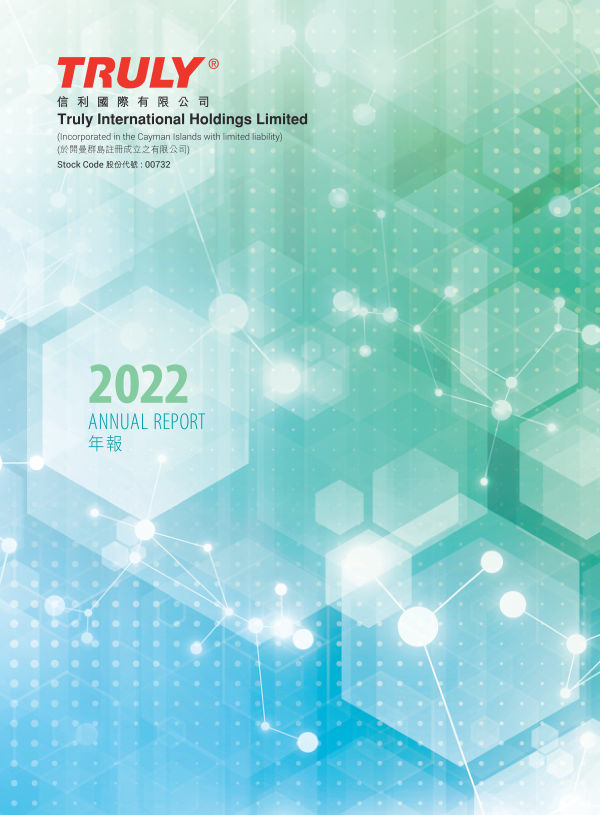 TRULY®
信利國際有限公司
Truly International Holdings Limited
(Incorporated in the Cayman Islands with limited liability)
(於開曼群島註冊成立之有限公司)
Stock Code 股份代號 : 00732
2022
ANNUAL REPORT
年報